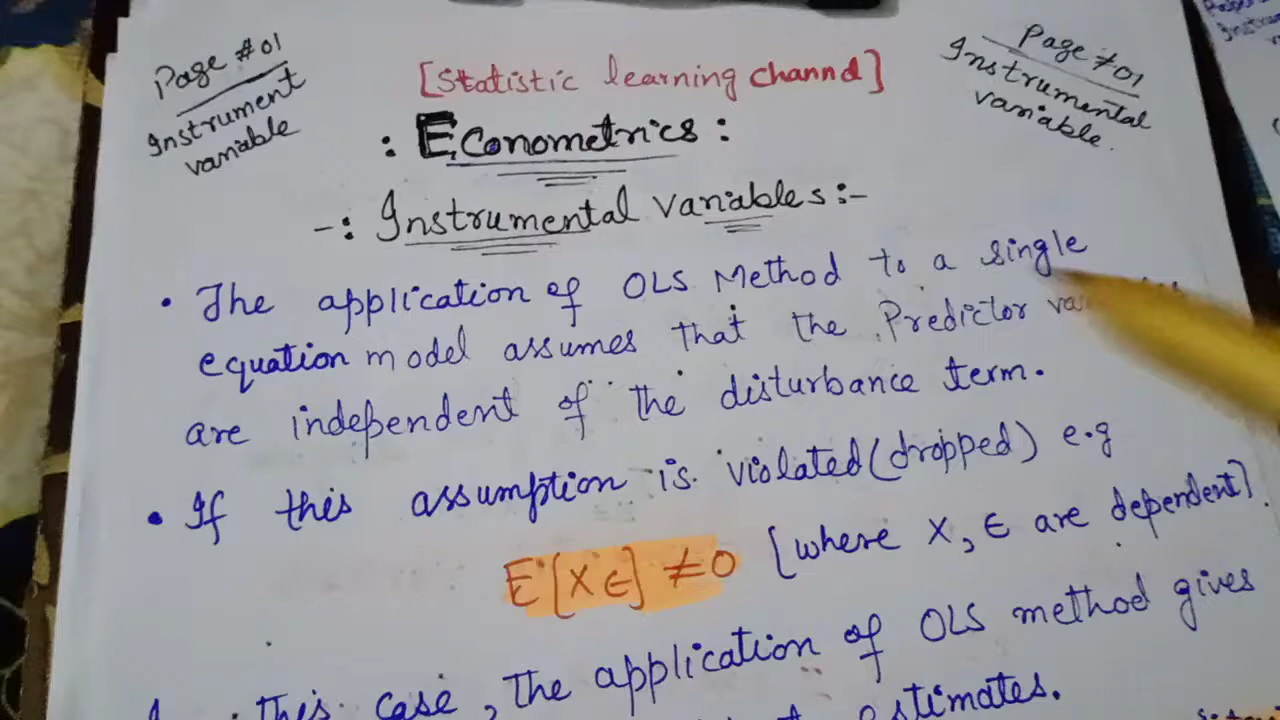 Page #01
Instrument
variable
[Statistic learning channel]
Page #01
Instrumental
variable.
: Econometrics :
-: Instrumental variables :-
• The application of OLS Method to a single
equation model assumes that the Predictor
are independent of the disturbance term.
• If this assumption is violated (dropped) e.g
E[X ϵ] ≠ 0 [where X, ϵ are dependent].
In this case, the application of OLS method gives
estimates.